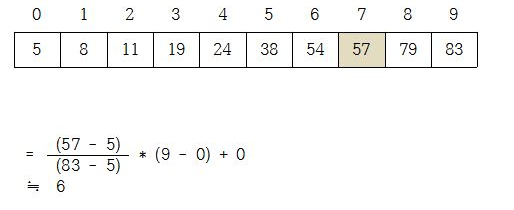 0 1 2 3 4 5 6 7 8 9
5 8 11 19 24 38 54 57 79 83
(57 - 5)
= * (9 - 0) + 0
(83 - 5)
≒ 6